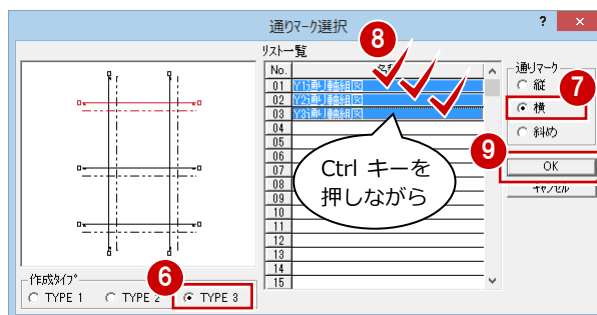 通りマーク選択
? ×
8
リスト一覧
No. 名称
01 Y1通り軸組図
02 Y2通り軸組図
03 Y3通り軸組図
04
05
06
07
08
09
10
11
12
13
14
15
Ctrl キーを
押しながら
通りマーク
縦
7
横
斜め
9
OK
キャンセル
作成タイプ
6
TYPE 1 TYPE 2 TYPE 3